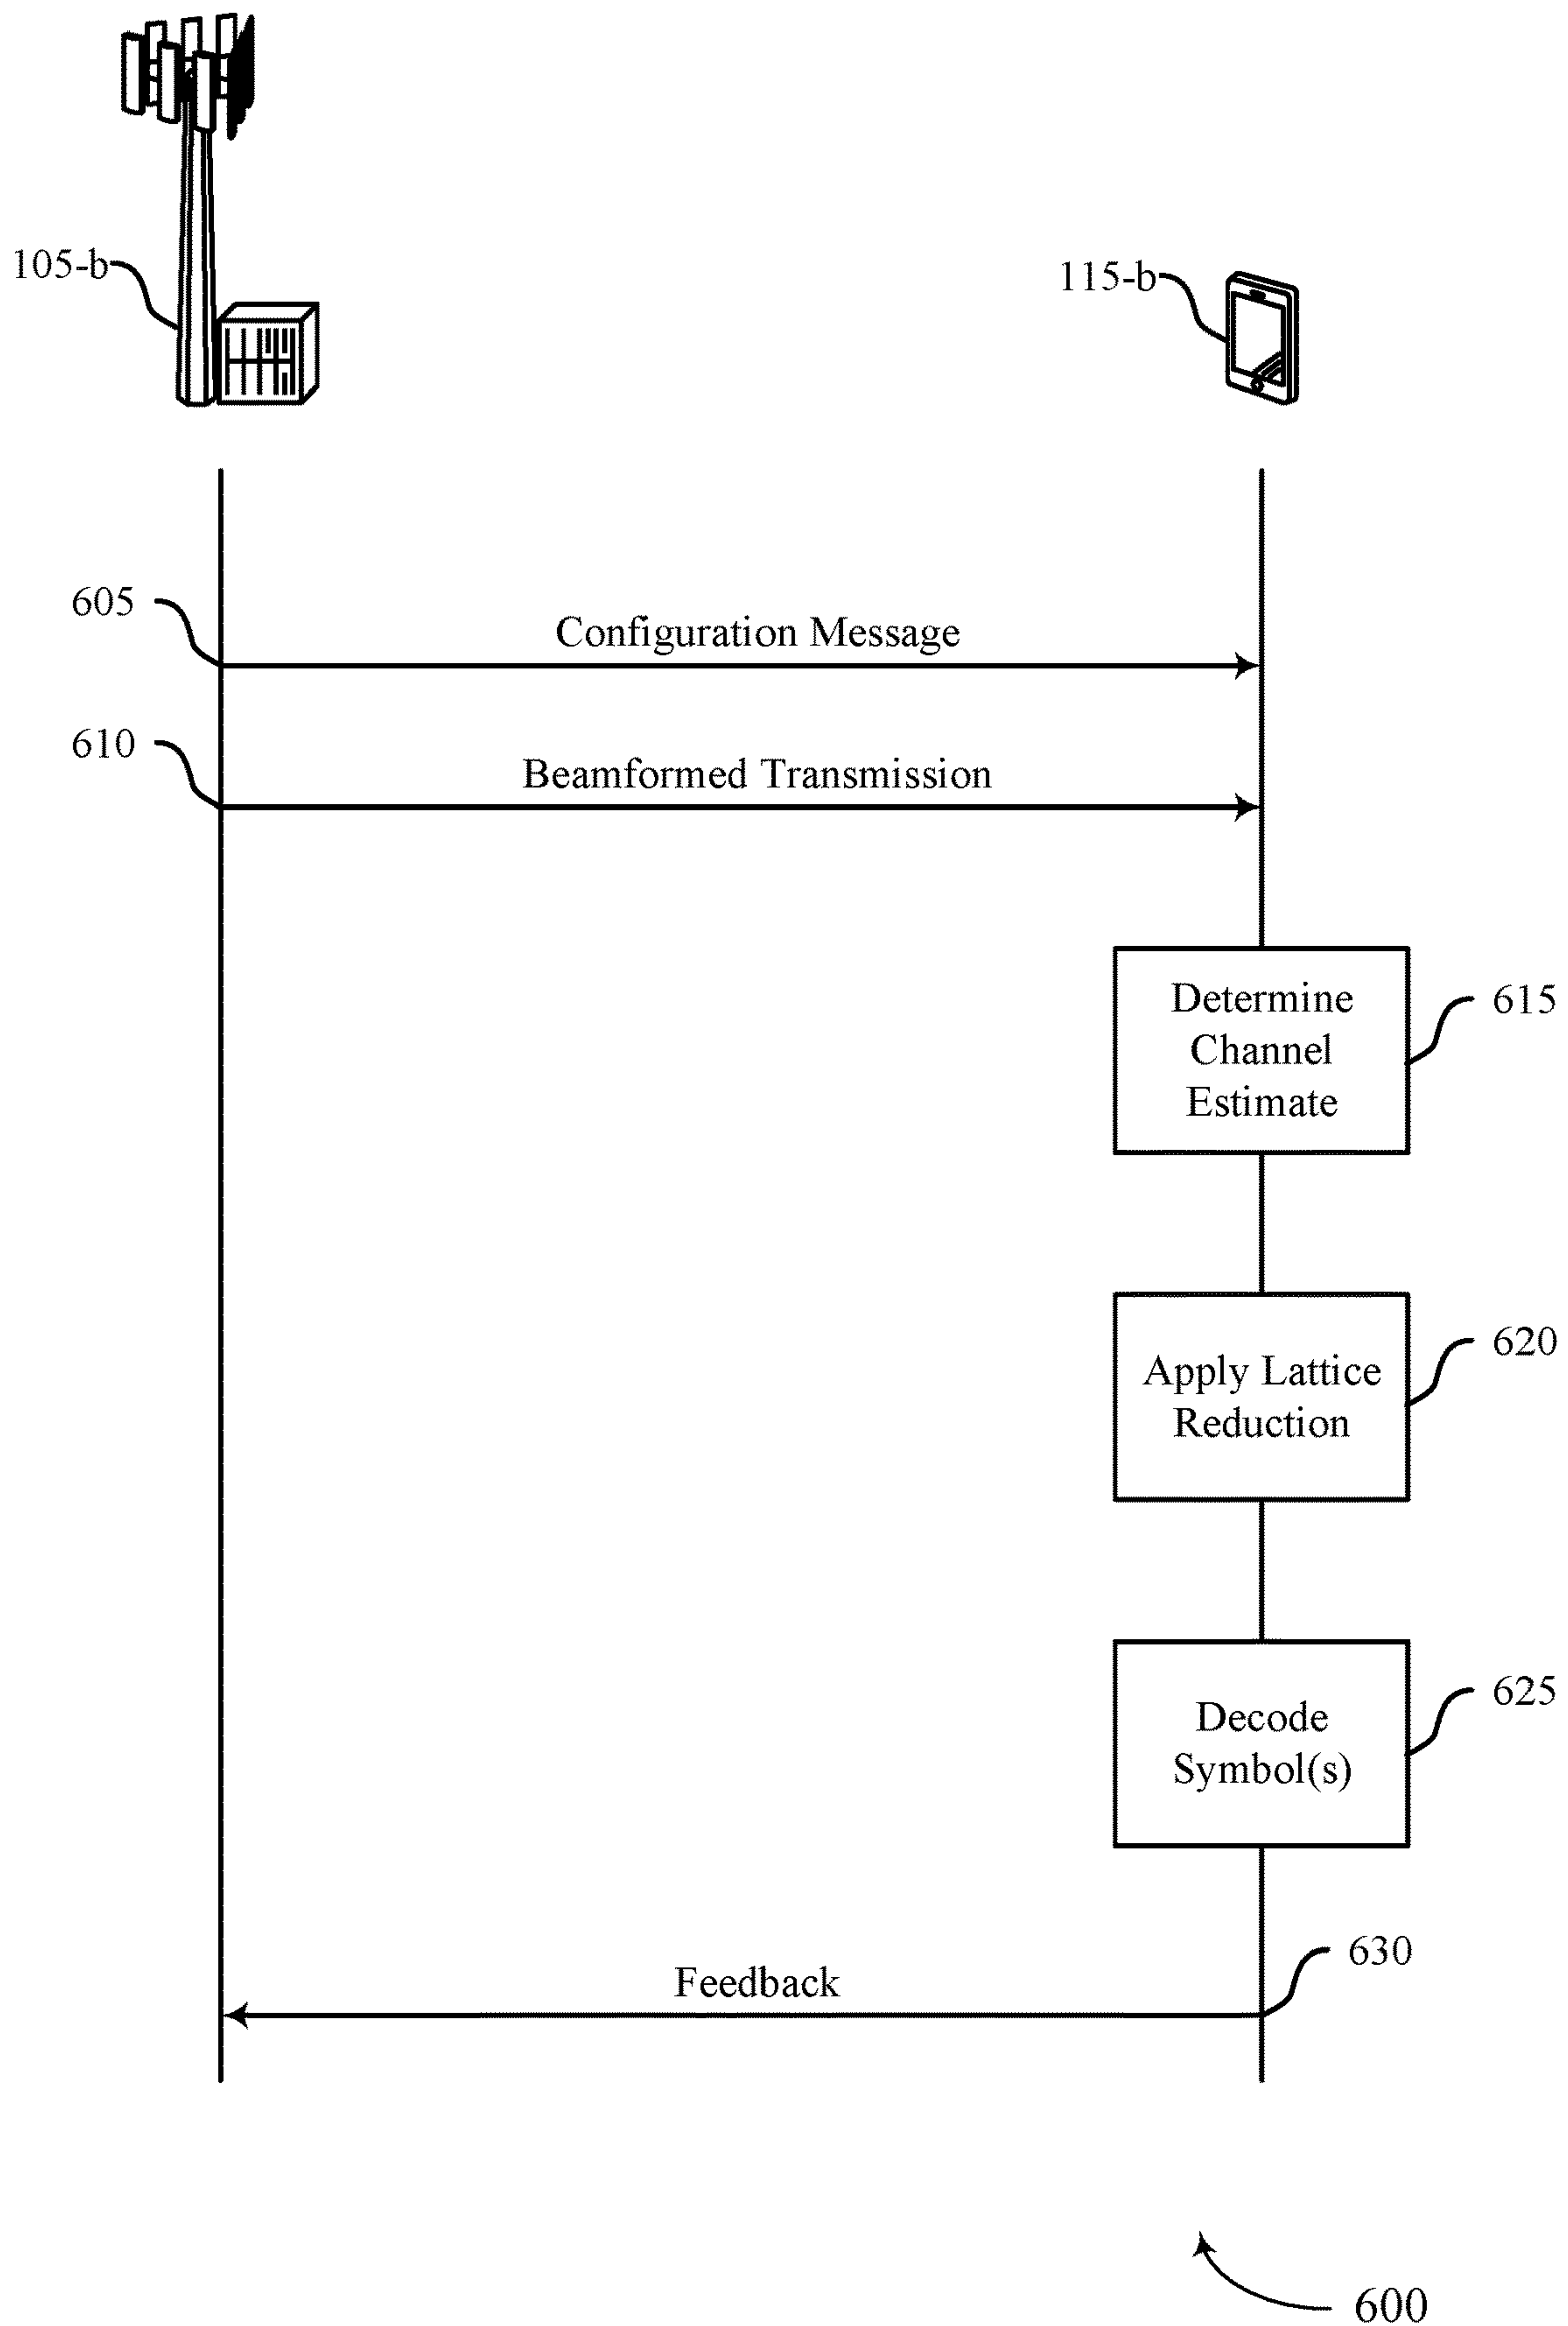 105-b
115-b
605
Configuration Message
610
Beamformed Transmission
Determine
Channel
Estimate
615
Apply Lattice
Reduction
620
Decode
Symbol(s)
625
630
Feedback
600